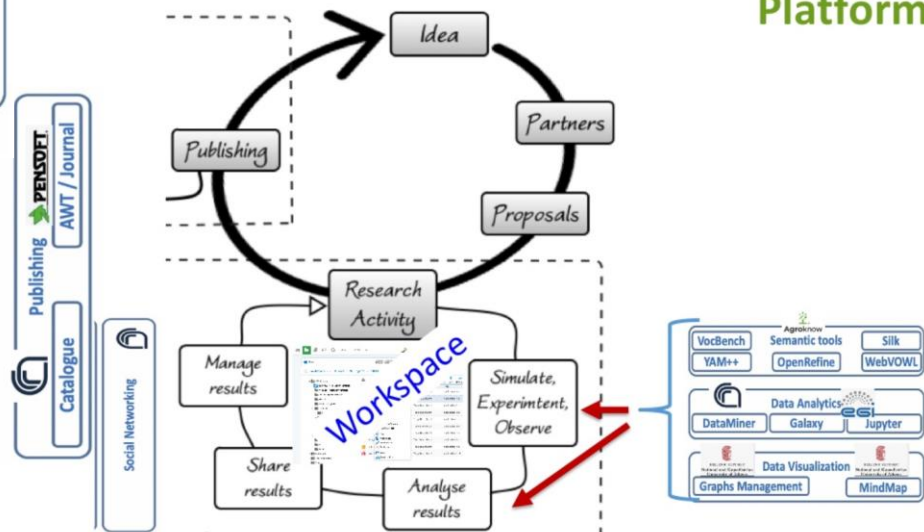 Platform
Idea
Partners
Publishing
Proposals
Research
Activity
Manage
results
Workspace
Simulate,
Experimtent,
Observe
Share
results
Analyse
results
Publishing
PENSOFT
AWT / Journal
Catalogue
Social Networking
Agroknow
VocBench
Semantic tools
Silk
YAM++
OpenRefine
WebVOWL
Data Analytics
egi
DataMiner
Galaxy
Jupyter
Data Visualization
Graphs Management
MindMap